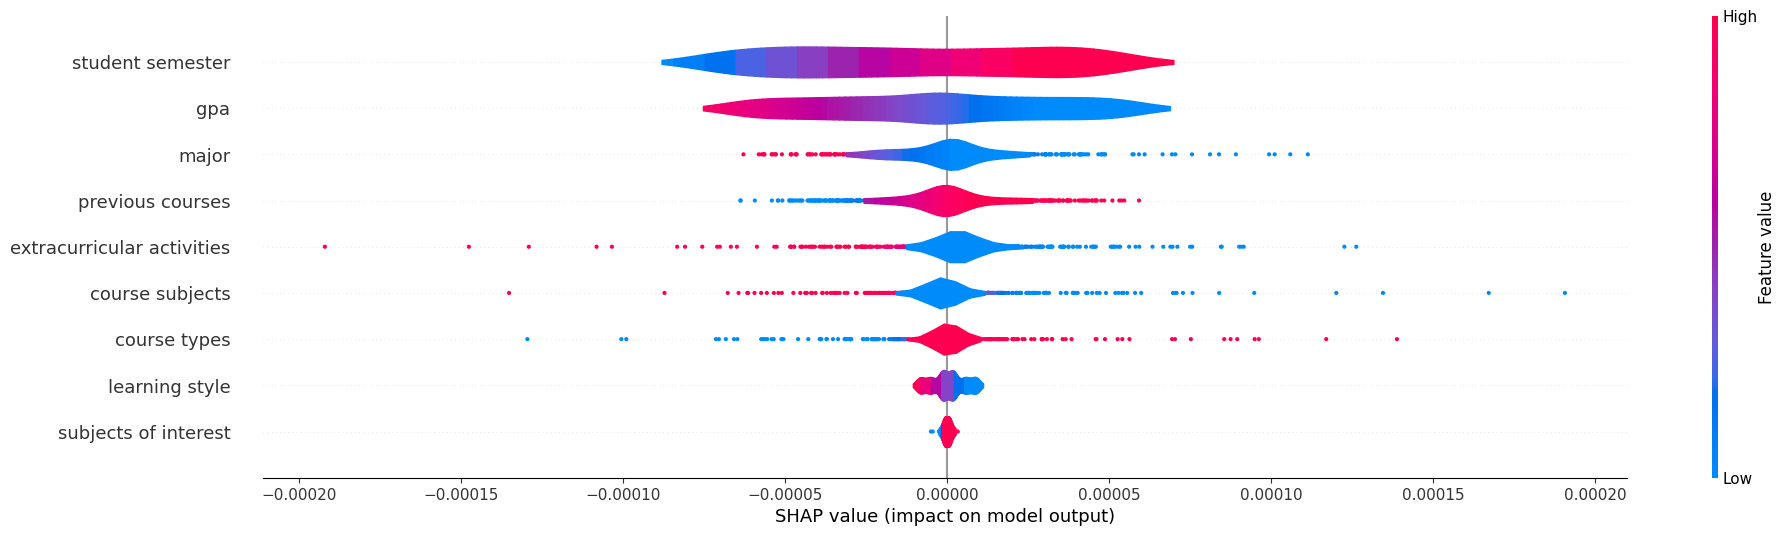 High
student semester
gpa
major
previous courses
extracurricular activities
course subjects
course types
learning style
subjects of interest
Feature value
Low
−0.00020 −0.00015 −0.00010 −0.00005 0.00000 0.00005 0.00010 0.00015 0.00020
SHAP value (impact on model output)